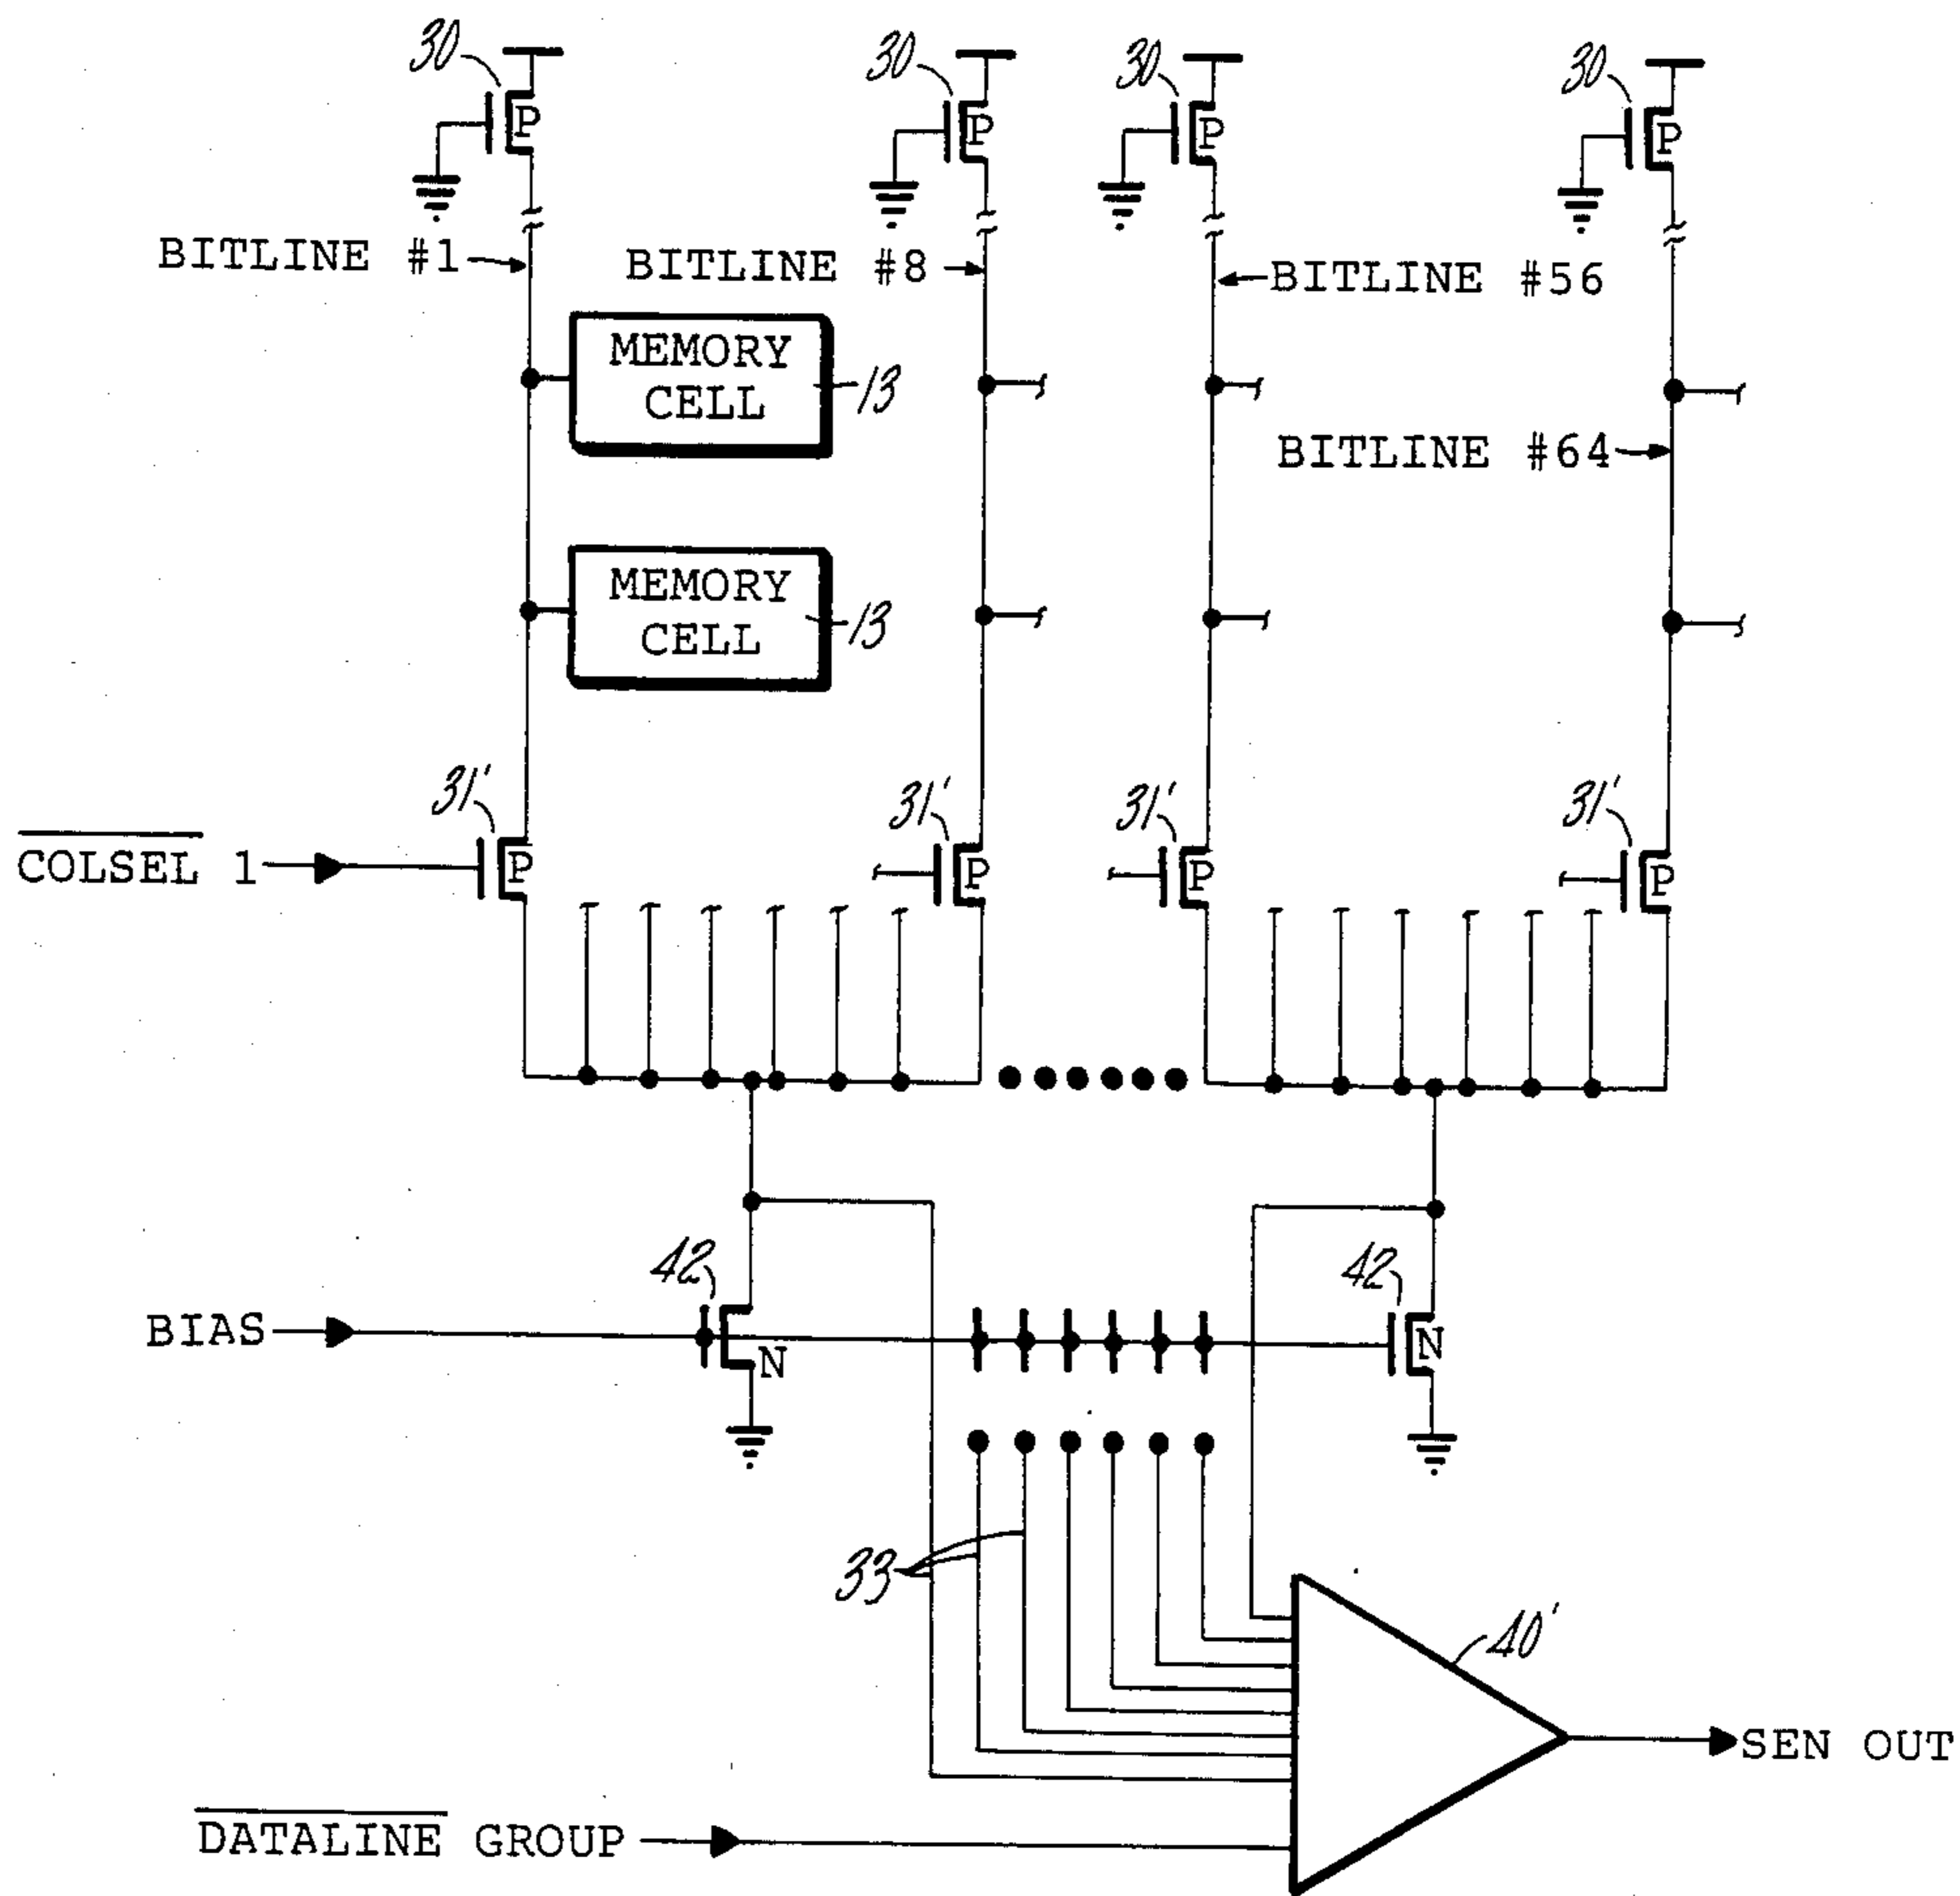 30 30 30 30
P P P P
BITLINE #1 BITLINE #8 BITLINE #56
MEMORY
CELL
13
BITLINE #64
MEMORY
CELL
13
31' 31' 31' 31'
COLSEL 1 P P P P
42 42
BIAS N N
33
40'
SEN OUT
DATALINE GROUP